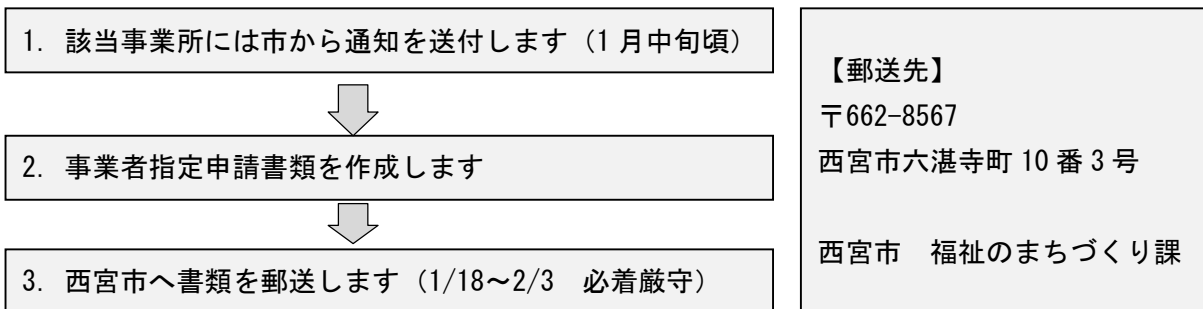 1. 該当事業所には市から通知を送付します（1月中旬頃）
2. 事業者指定申請書類を作成します
3. 西宮市へ書類を郵送します（1/18～2/3　必着厳守）
【郵送先】
〒662-8567
西宮市六湛寺町 10 番 3 号
西宮市　福祉のまちづくり課